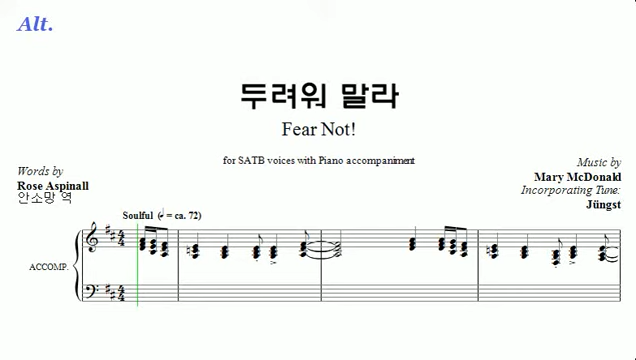 Alt.
두려워 말라
Fear Not!
for SATB voices with Piano accompaniment
Words by
Rose Aspinall
안소망 역
Music by
Mary McDonald
Incorporating Tune:
Jüngst
Soulful (♩ = ca. 72)
ACCOMP.